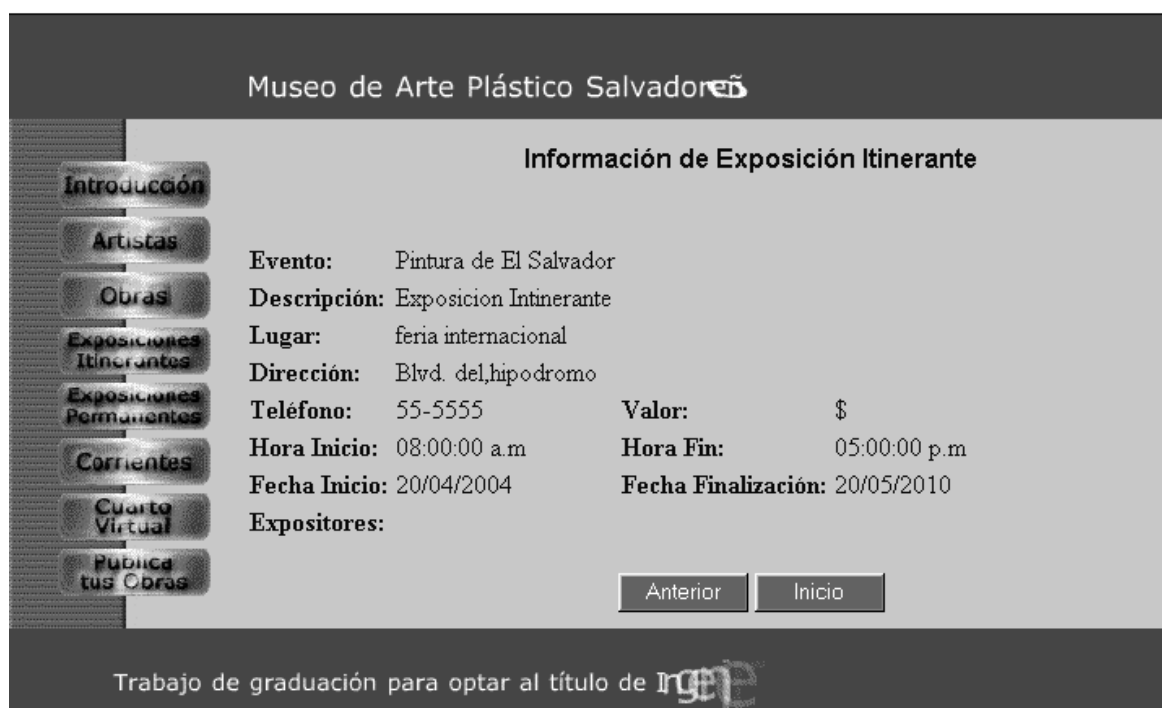 Museo de Arte Plástico Salvadoreñ
Información de Exposición Itinerante
Introducción
Artistas
Obras
Exposiciones
Itinerantes
Exposiciones
Permanentes
Corrientes
Cuarto
Virtual
Publica
tus Obras
Evento: Pintura de El Salvador
Descripción: Exposicion Intinerante
Lugar: feria internacional
Dirección: Blvd. del,hipodromo
Teléfono: 55-5555 Valor: $
Hora Inicio: 08:00:00 a.m Hora Fin: 05:00:00 p.m
Fecha Inicio: 20/04/2004 Fecha Finalización: 20/05/2010
Expositores:
Anterior Inicio
Trabajo de graduación para optar al título de